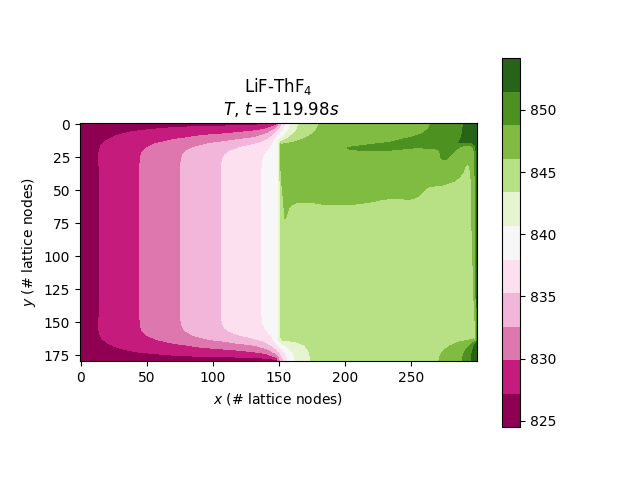 LiF-ThF₄
T, t = 119.98s
0
25
50
75
100
125
150
175
y (# lattice nodes)
0 50 100 150 200 250
x (# lattice nodes)
850
845
840
835
830
825